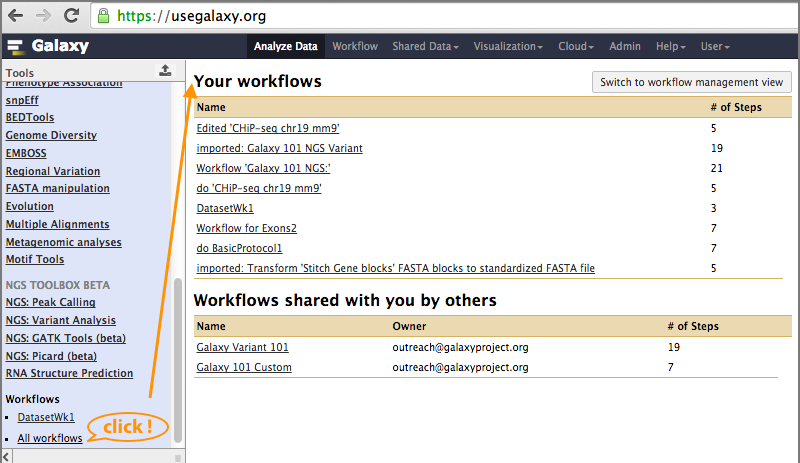 https://usegalaxy.org
Galaxy
Analyze Data Workflow Shared Data Visualization Cloud Admin Help User
Tools
Phenotype Association
snpEff
BEDTools
Genome Diversity
EMBOSS
Regional Variation
FASTA manipulation
Evolution
Multiple Alignments
Metagenomic analyses
Motif Tools
NGS TOOLBOX BETA
NGS: Peak Calling
NGS: Variant Analysis
NGS: GATK Tools (beta)
NGS: Picard (beta)
RNA Structure Prediction
Workflows
DatasetWk1
All workflows
click !
Your workflows
Switch to workflow management view
Name # of Steps
Edited 'CHiP-seq chr19 mm9' 5
imported: Galaxy 101 NGS Variant 19
Workflow 'Galaxy 101 NGS:' 21
do 'CHiP-seq chr19 mm9' 5
DatasetWk1 3
Workflow for Exons2 7
do BasicProtocol1 7
imported: Transform 'Stitch Gene blocks' FASTA blocks to standardized FASTA file 5
Workflows shared with you by others
Name Owner # of Steps
Galaxy Variant 101 outreach@galaxyproject.org 19
Galaxy 101 Custom outreach@galaxyproject.org 7